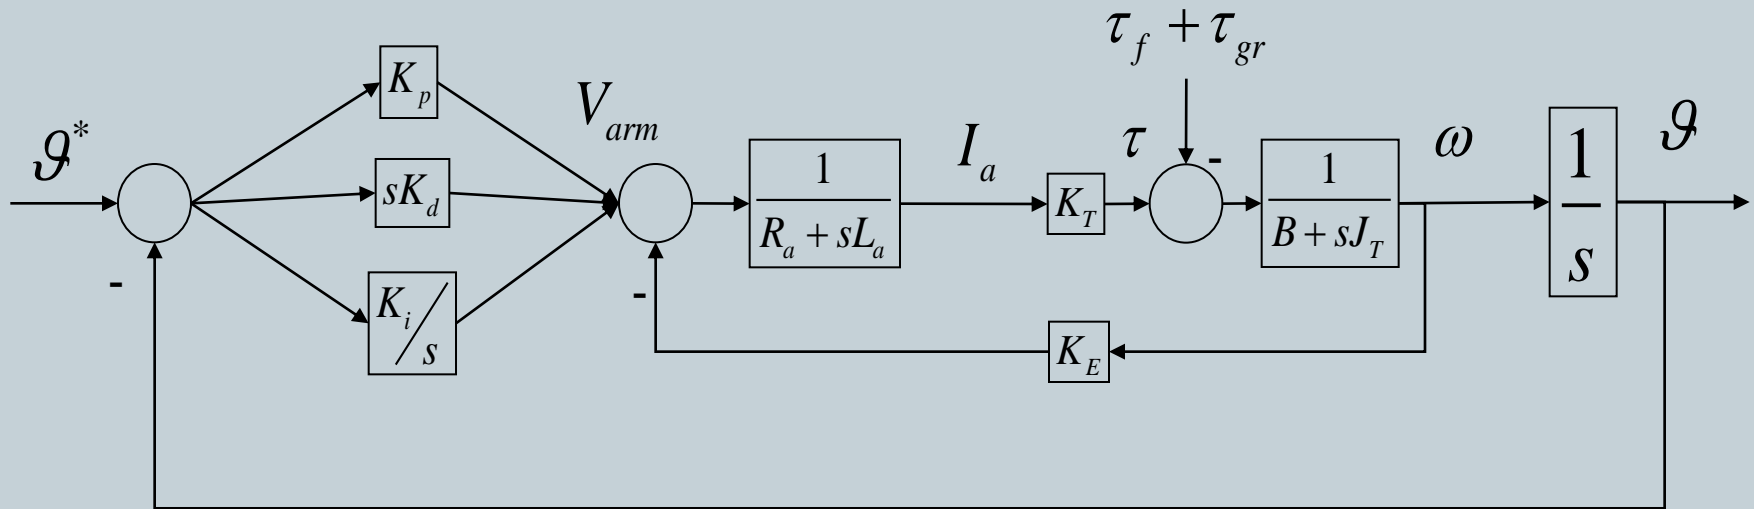 ϑ*
-
K_p
sK_d
K_i/s
V_arm
-
1/(R_a + sL_a)
I_a
K_T
τ
τ_f + τ_gr
-
1/(B + sJ_T)
ω
K_E
1/s
ϑ